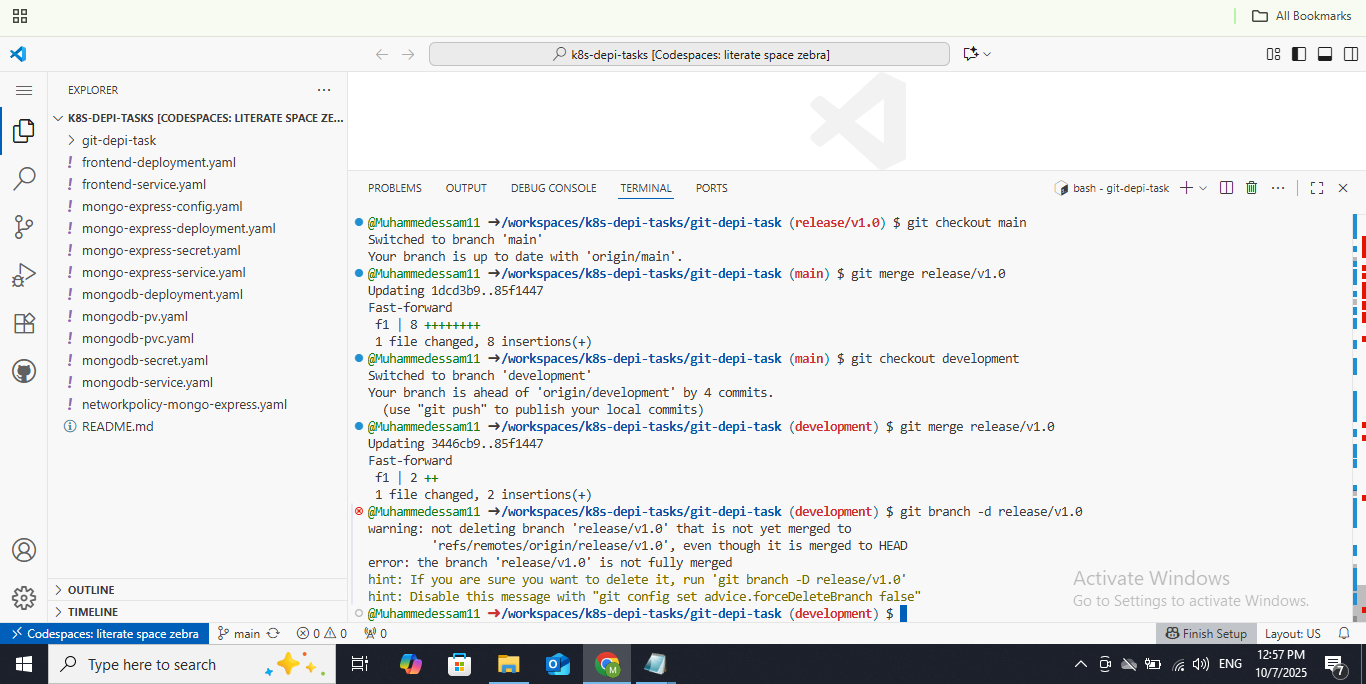 All Bookmarks
k8s-depi-tasks [Codespaces: literate space zebra]
EXPLORER
K8S-DEPI-TASKS [CODESPACES: LITERATE SPACE ZE...
git-depi-task
! frontend-deployment.yaml
! frontend-service.yaml
! mongo-express-config.yaml
! mongo-express-deployment.yaml
! mongo-express-secret.yaml
! mongo-express-service.yaml
! mongodb-deployment.yaml
! mongodb-pv.yaml
! mongodb-pvc.yaml
! mongodb-secret.yaml
! mongodb-service.yaml
! networkpolicy-mongo-express.yaml
README.md
OUTLINE
TIMELINE
PROBLEMS OUTPUT DEBUG CONSOLE TERMINAL PORTS
bash - git-depi-task
@Muhammedessam11 ➜/workspaces/k8s-depi-tasks/git-depi-task (release/v1.0) $ git checkout main
Switched to branch 'main'
Your branch is up to date with 'origin/main'.
@Muhammedessam11 ➜/workspaces/k8s-depi-tasks/git-depi-task (main) $ git merge release/v1.0
Updating 1dcd3b9..85f1447
Fast-forward
f1 | 8 ++++++++
1 file changed, 8 insertions(+)
@Muhammedessam11 ➜/workspaces/k8s-depi-tasks/git-depi-task (main) $ git checkout development
Switched to branch 'development'
Your branch is ahead of 'origin/development' by 4 commits.
(use "git push" to publish your local commits)
@Muhammedessam11 ➜/workspaces/k8s-depi-tasks/git-depi-task (development) $ git merge release/v1.0
Updating 3446cb9..85f1447
Fast-forward
f1 | 2 ++
1 file changed, 2 insertions(+)
@Muhammedessam11 ➜/workspaces/k8s-depi-tasks/git-depi-task (development) $ git branch -d release/v1.0
warning: not deleting branch 'release/v1.0' that is not yet merged to
'refs/remotes/origin/release/v1.0', even though it is merged to HEAD
error: the branch 'release/v1.0' is not fully merged
hint: If you are sure you want to delete it, run 'git branch -D release/v1.0'
hint: Disable this message with "git config set advice.forceDeleteBranch false"
@Muhammedessam11 ➜/workspaces/k8s-depi-tasks/git-depi-task (development) $
Activate Windows
Go to Settings to activate Windows.
Codespaces: literate space zebra main 0 0 0 Finish Setup Layout: US
Type here to search
M
ENG
12:57 PM
10/7/2025
7